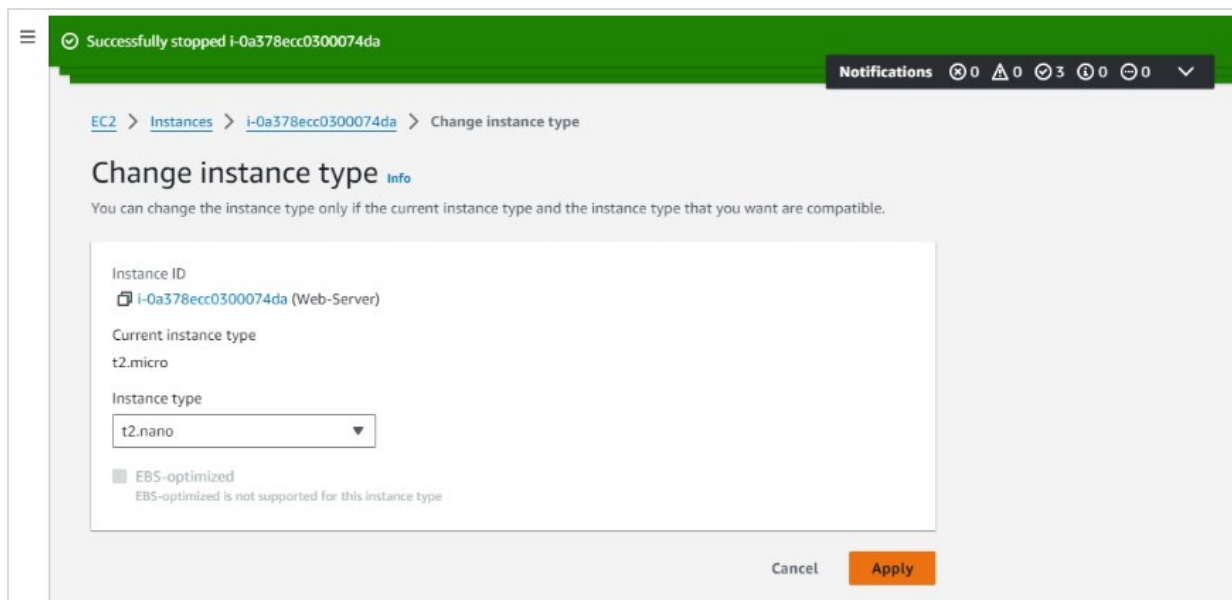 Successfully stopped i-0a378ecc0300074da
Notifications 0 0 3 0 0
EC2 > Instances > i-0a378ecc0300074da > Change instance type
Change instance type Info
You can change the instance type only if the current instance type and the instance type that you want are compatible.
Instance ID
i-0a378ecc0300074da (Web-Server)
Current instance type
t2.micro
Instance type
t2.nano
EBS-optimized
EBS-optimized is not supported for this instance type
Cancel Apply